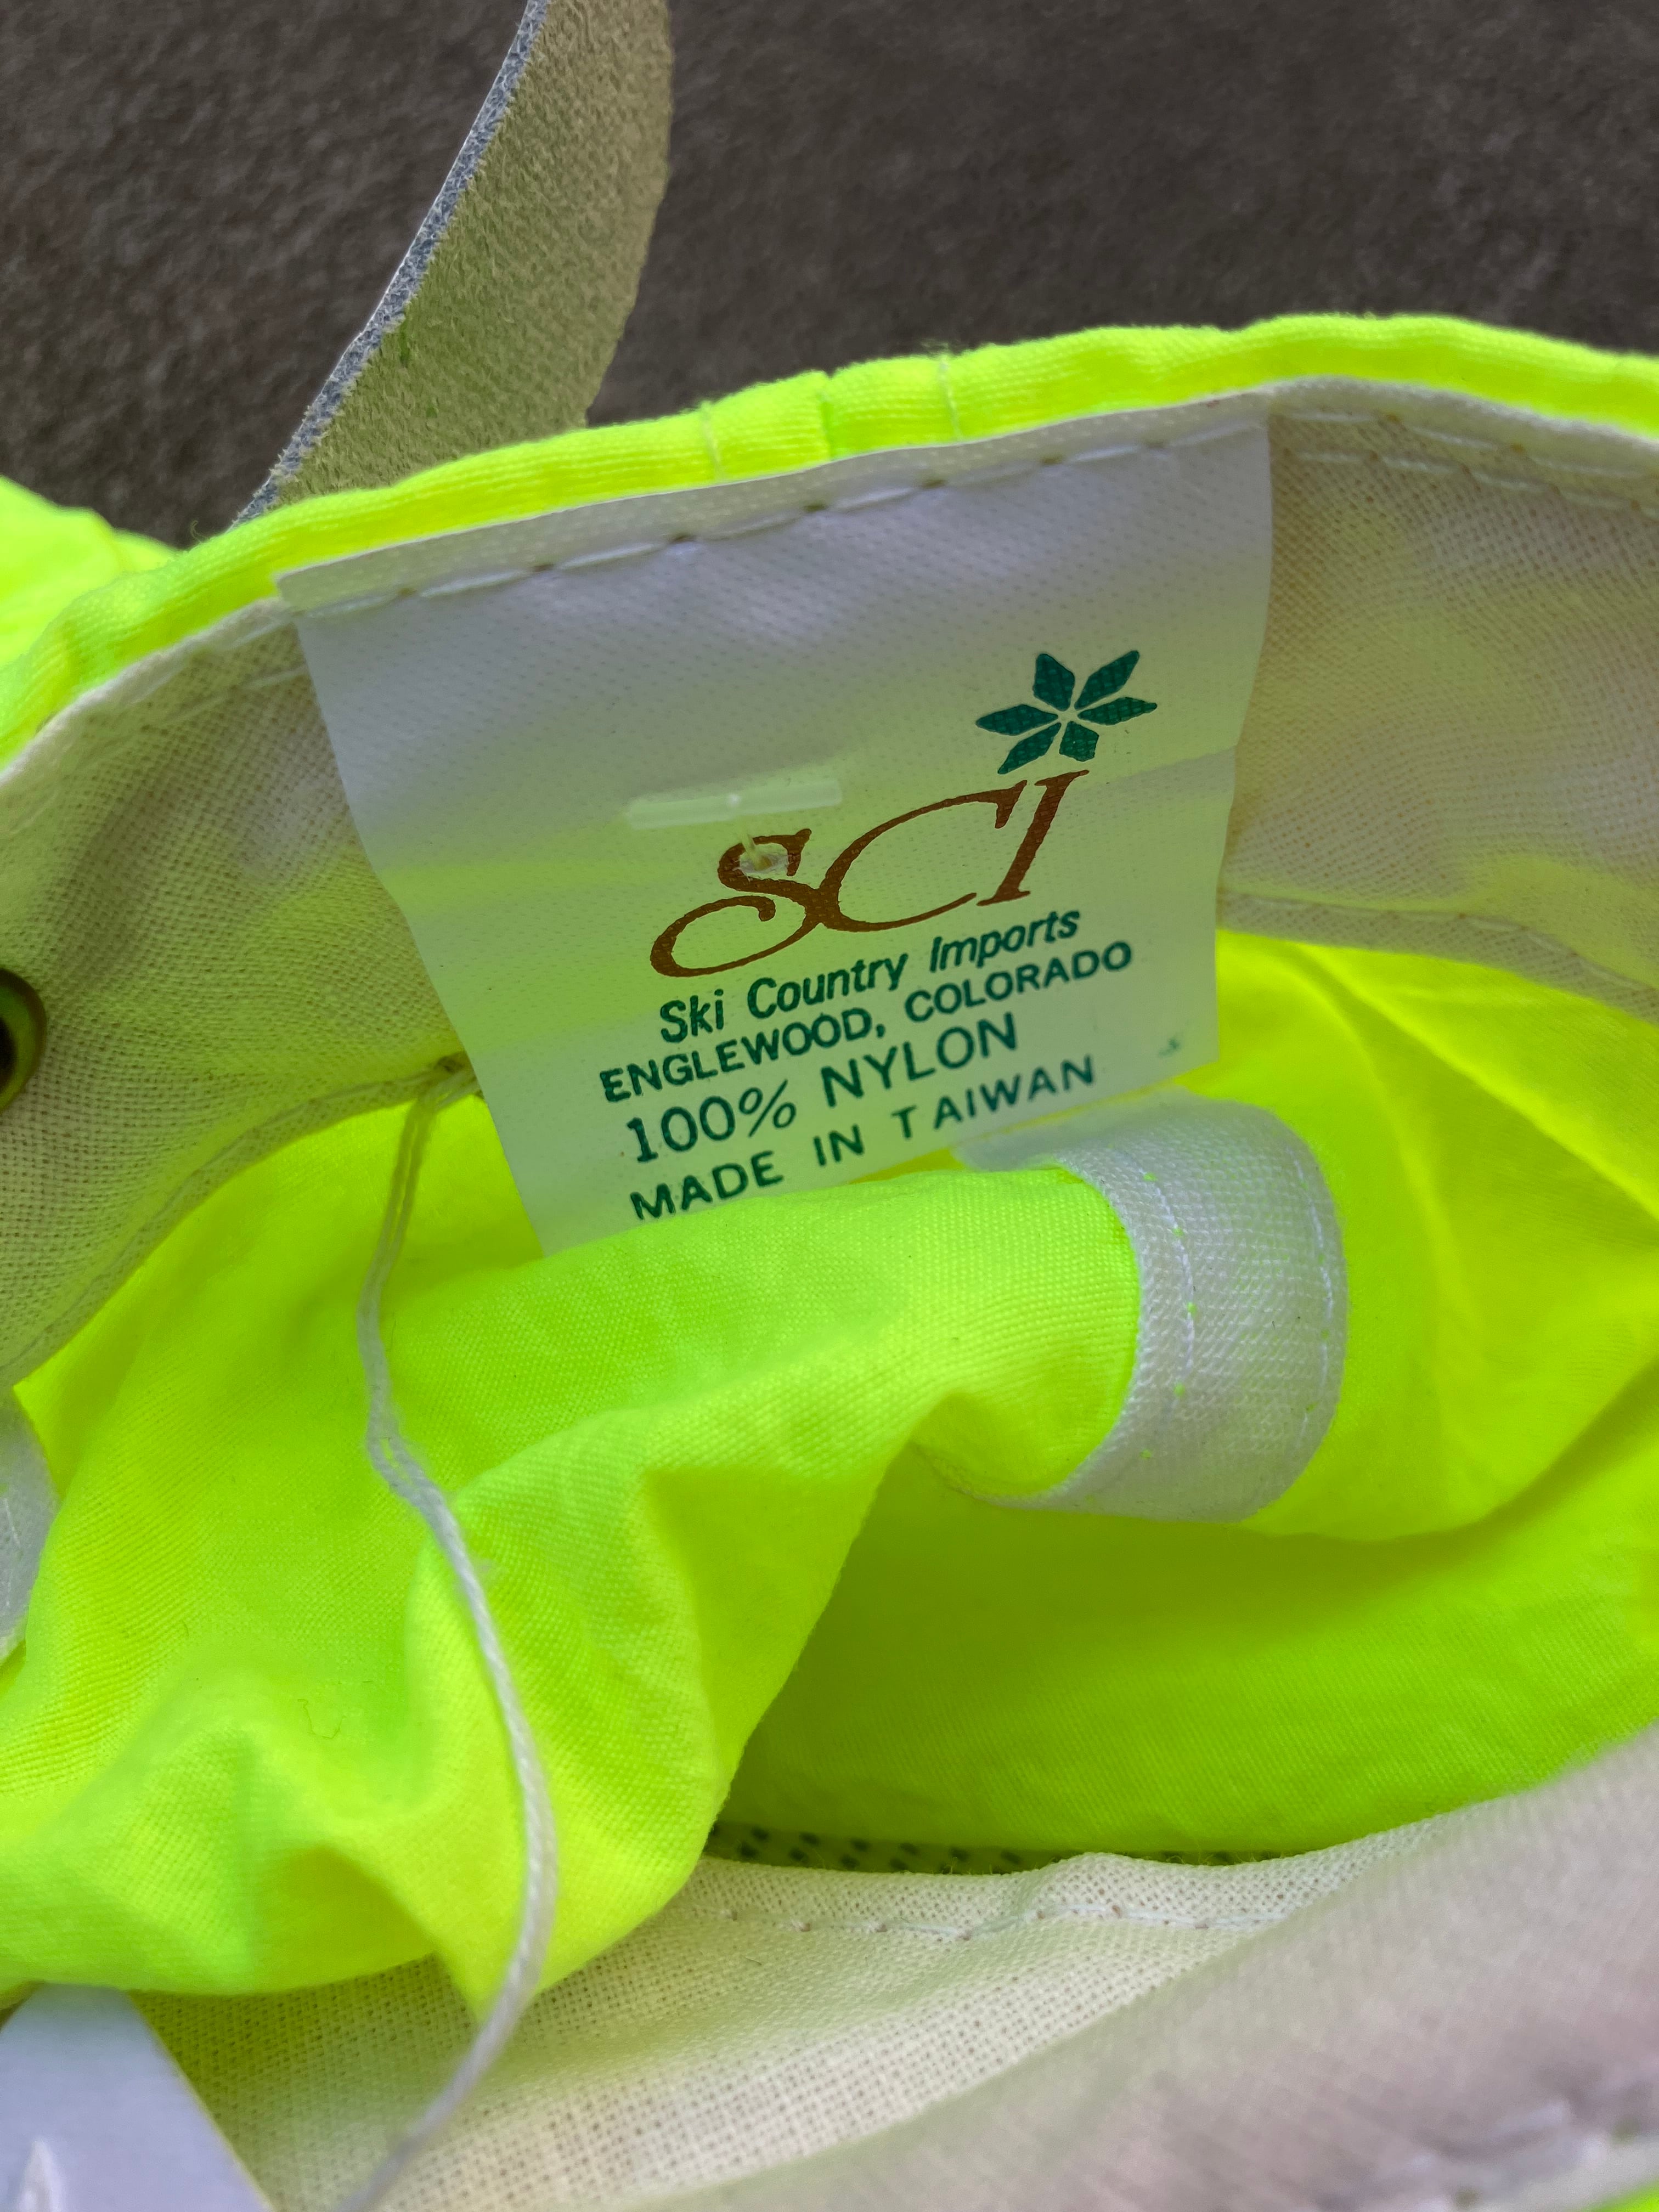 SCI
Ski Country Imports
ENGLEWOOD, COLORADO
100% NYLON
MADE IN TAIWAN